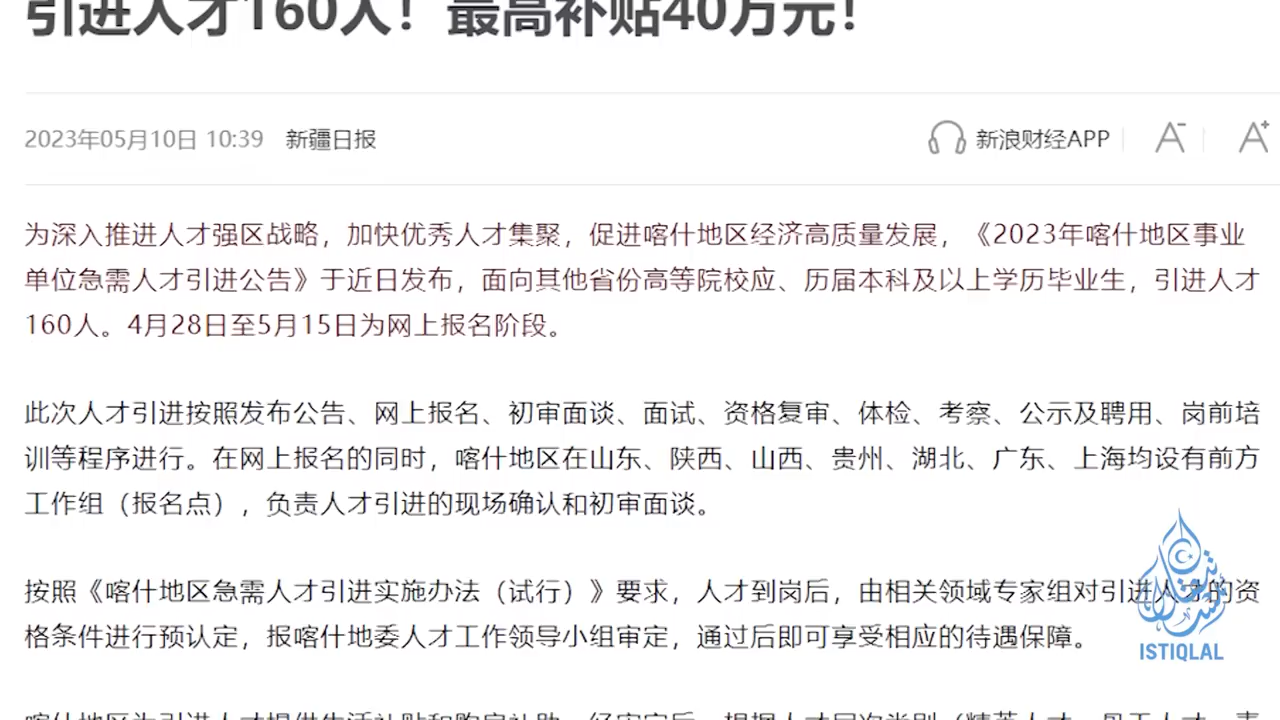 引进人才160人！最高补贴40万元！
2023年05月10日 10:39 新疆日报
新浪财经APP A- A+
为深入推进人才强区战略，加快优秀人才集聚，促进喀什地区经济高质量发展，《2023年喀什地区事业
单位急需人才引进公告》于近日发布，面向其他省份高等院校应、历届本科及以上学历毕业生，引进人才
160人。4月28日至5月15日为网上报名阶段。
此次人才引进按照发布公告、网上报名、初审面谈、面试、资格复审、体检、考察、公示及聘用、岗前培
训等程序进行。在网上报名的同时，喀什地区在山东、陕西、山西、贵州、湖北、广东、上海均设有前方
工作组（报名点），负责人才引进的现场确认和初审面谈。
按照《喀什地区急需人才引进实施办法（试行）》要求，人才到岗后，由相关领域专家组对引进人才的资
格条件进行预认定，报喀什地委人才工作领导小组审定，通过后即可享受相应的待遇保障。
ISTIQLAL